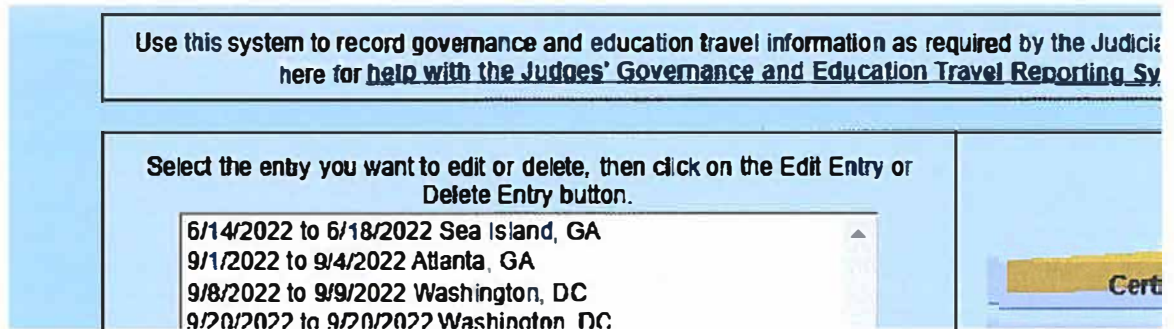 Use this system to record governance and education travel information as required by the
here for help with the Judges' Governance and Education Travel Reporting
Select the entry you want to edit or delete, then click on the Edit Entry or
Delete Entry button.
6/14/2022 to 6/18/2022 Sea Island, GA
9/1/2022 to 9/4/2022 Atlanta, GA
9/8/2022 to 9/9/2022 Washington, DC
9/20/2022 to 9/20/2022 Washington, DC